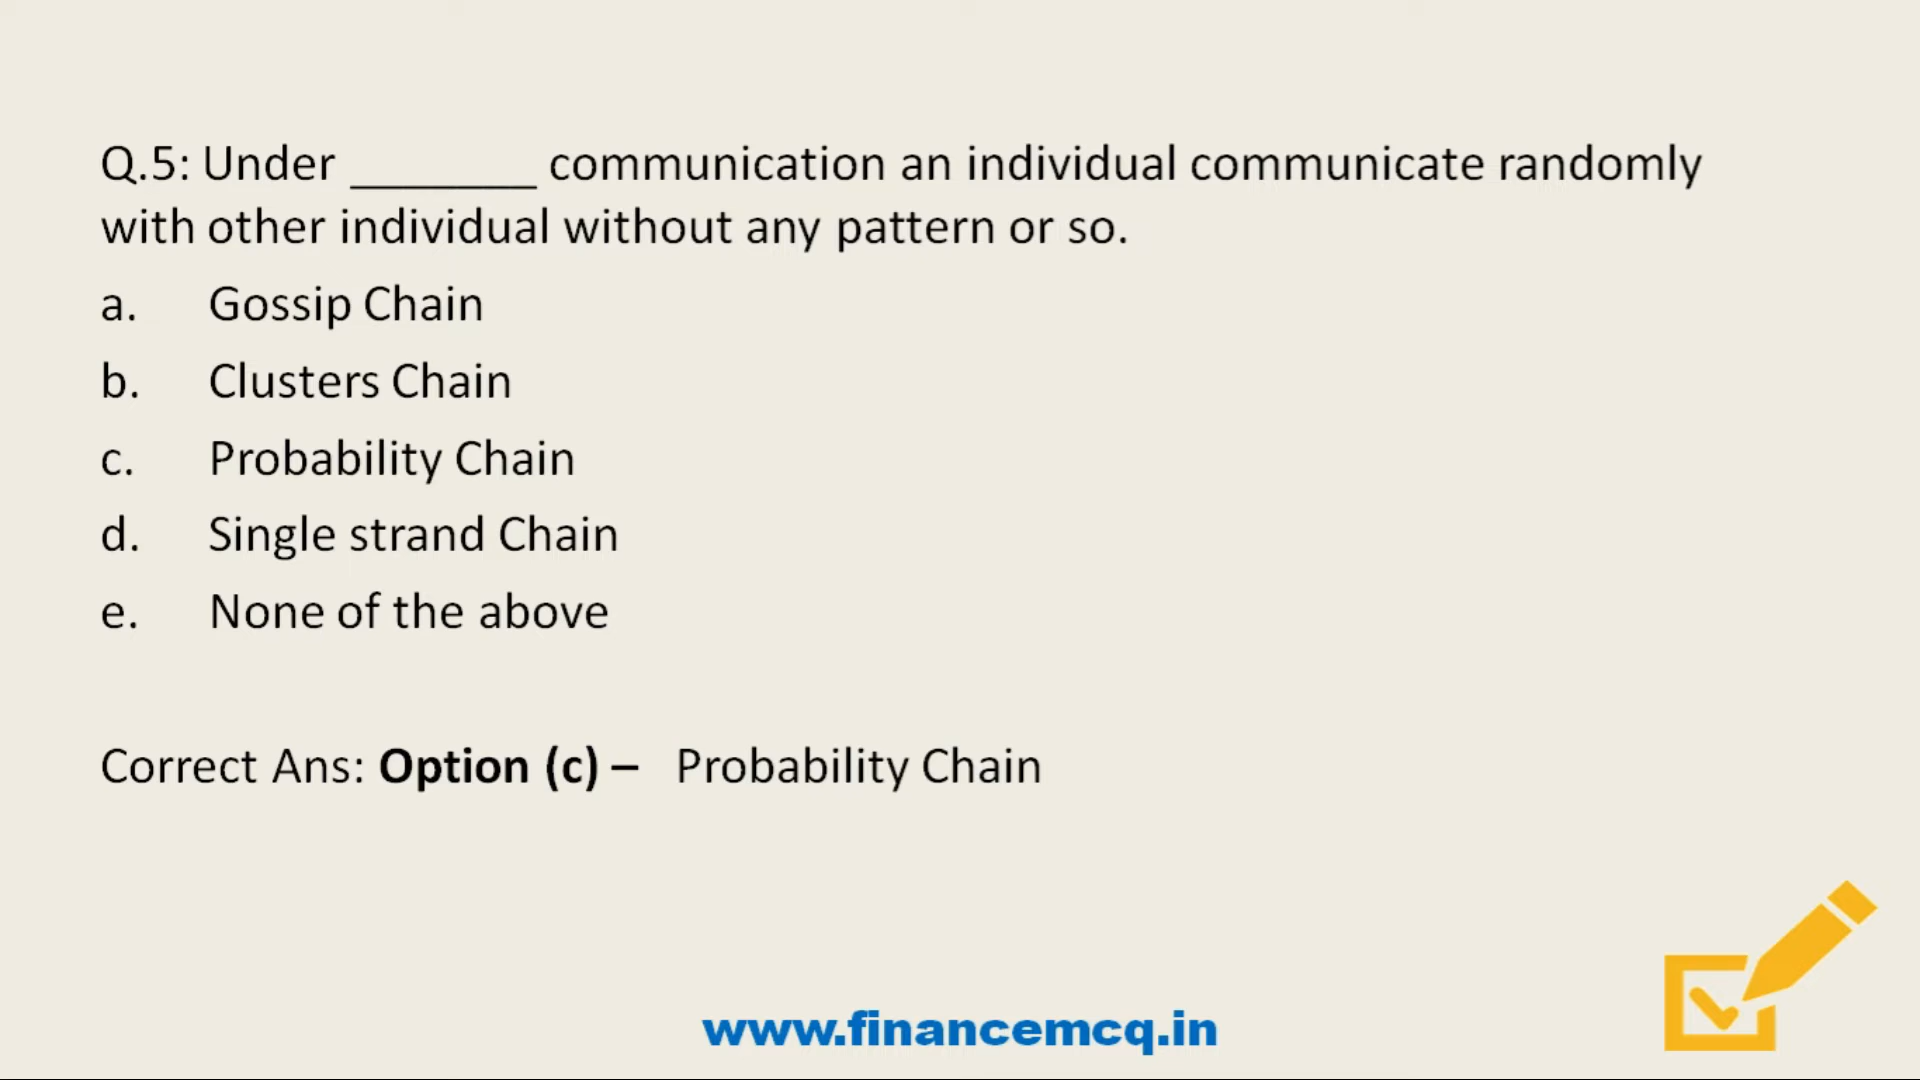 Q.5: Under _______ communication an individual communicate randomly
with other individual without any pattern or so.
a. Gossip Chain
b. Clusters Chain
c. Probability Chain
d. Single strand Chain
e. None of the above
Correct Ans: Option (c) – Probability Chain
www.financemcq.in